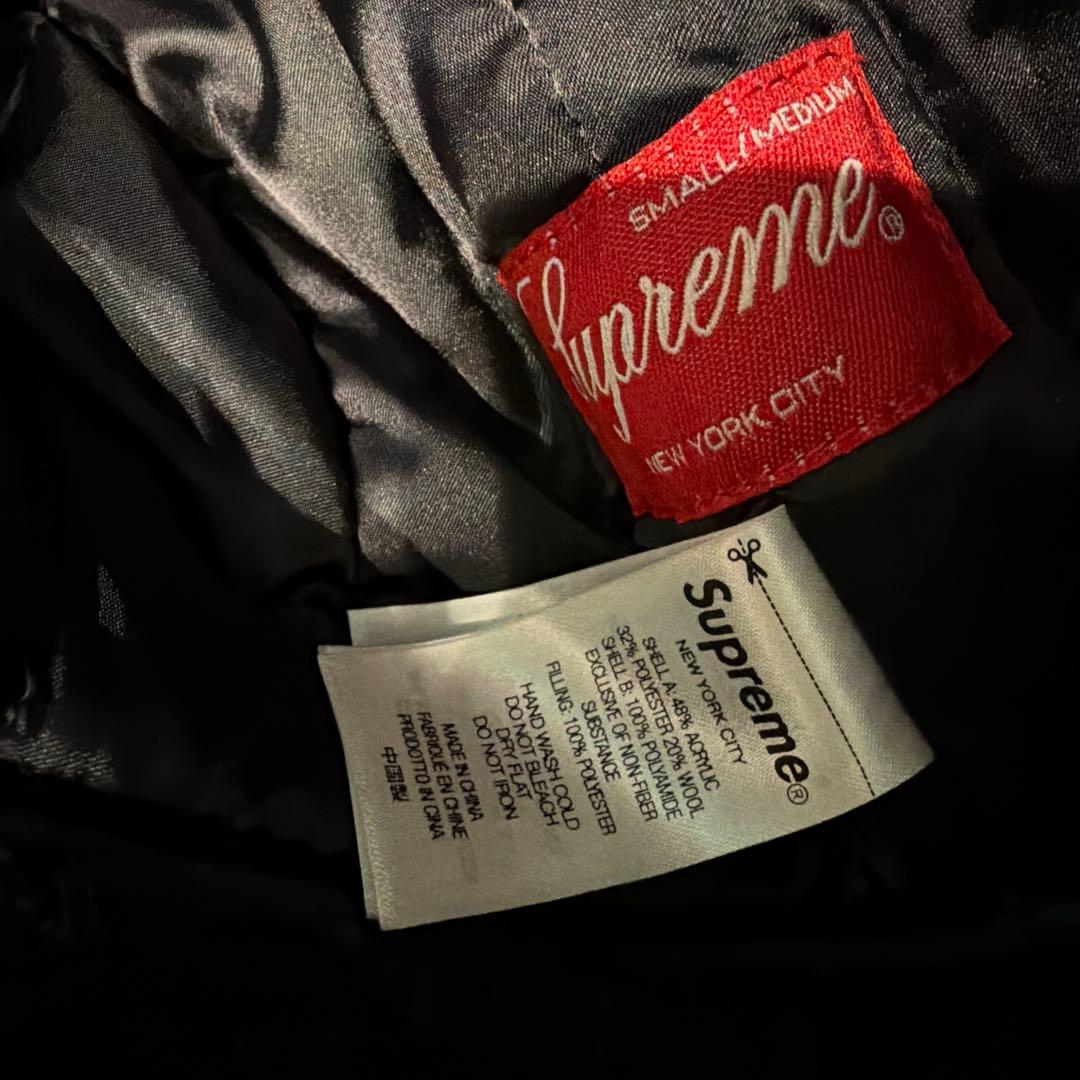 SMALL/MEDIUM
Supreme®
NEW YORK CITY
Supreme®
NEW YORK CITY
SHELL A: 48% ACRYLIC
32% POLYESTER 20% WOOL
SHELL B: 100% POLYAMIDE
EXCLUSIVE OF NON-FIBER
SUBSTANCE
FILLING: 100% POLYESTER
HAND WASH COLD
DO NOT BLEACH
DRY FLAT
DO NOT IRON
MADE IN CHINA
FABRIQUÉ EN CHINE
PRODOTTO IN CINA
中国製